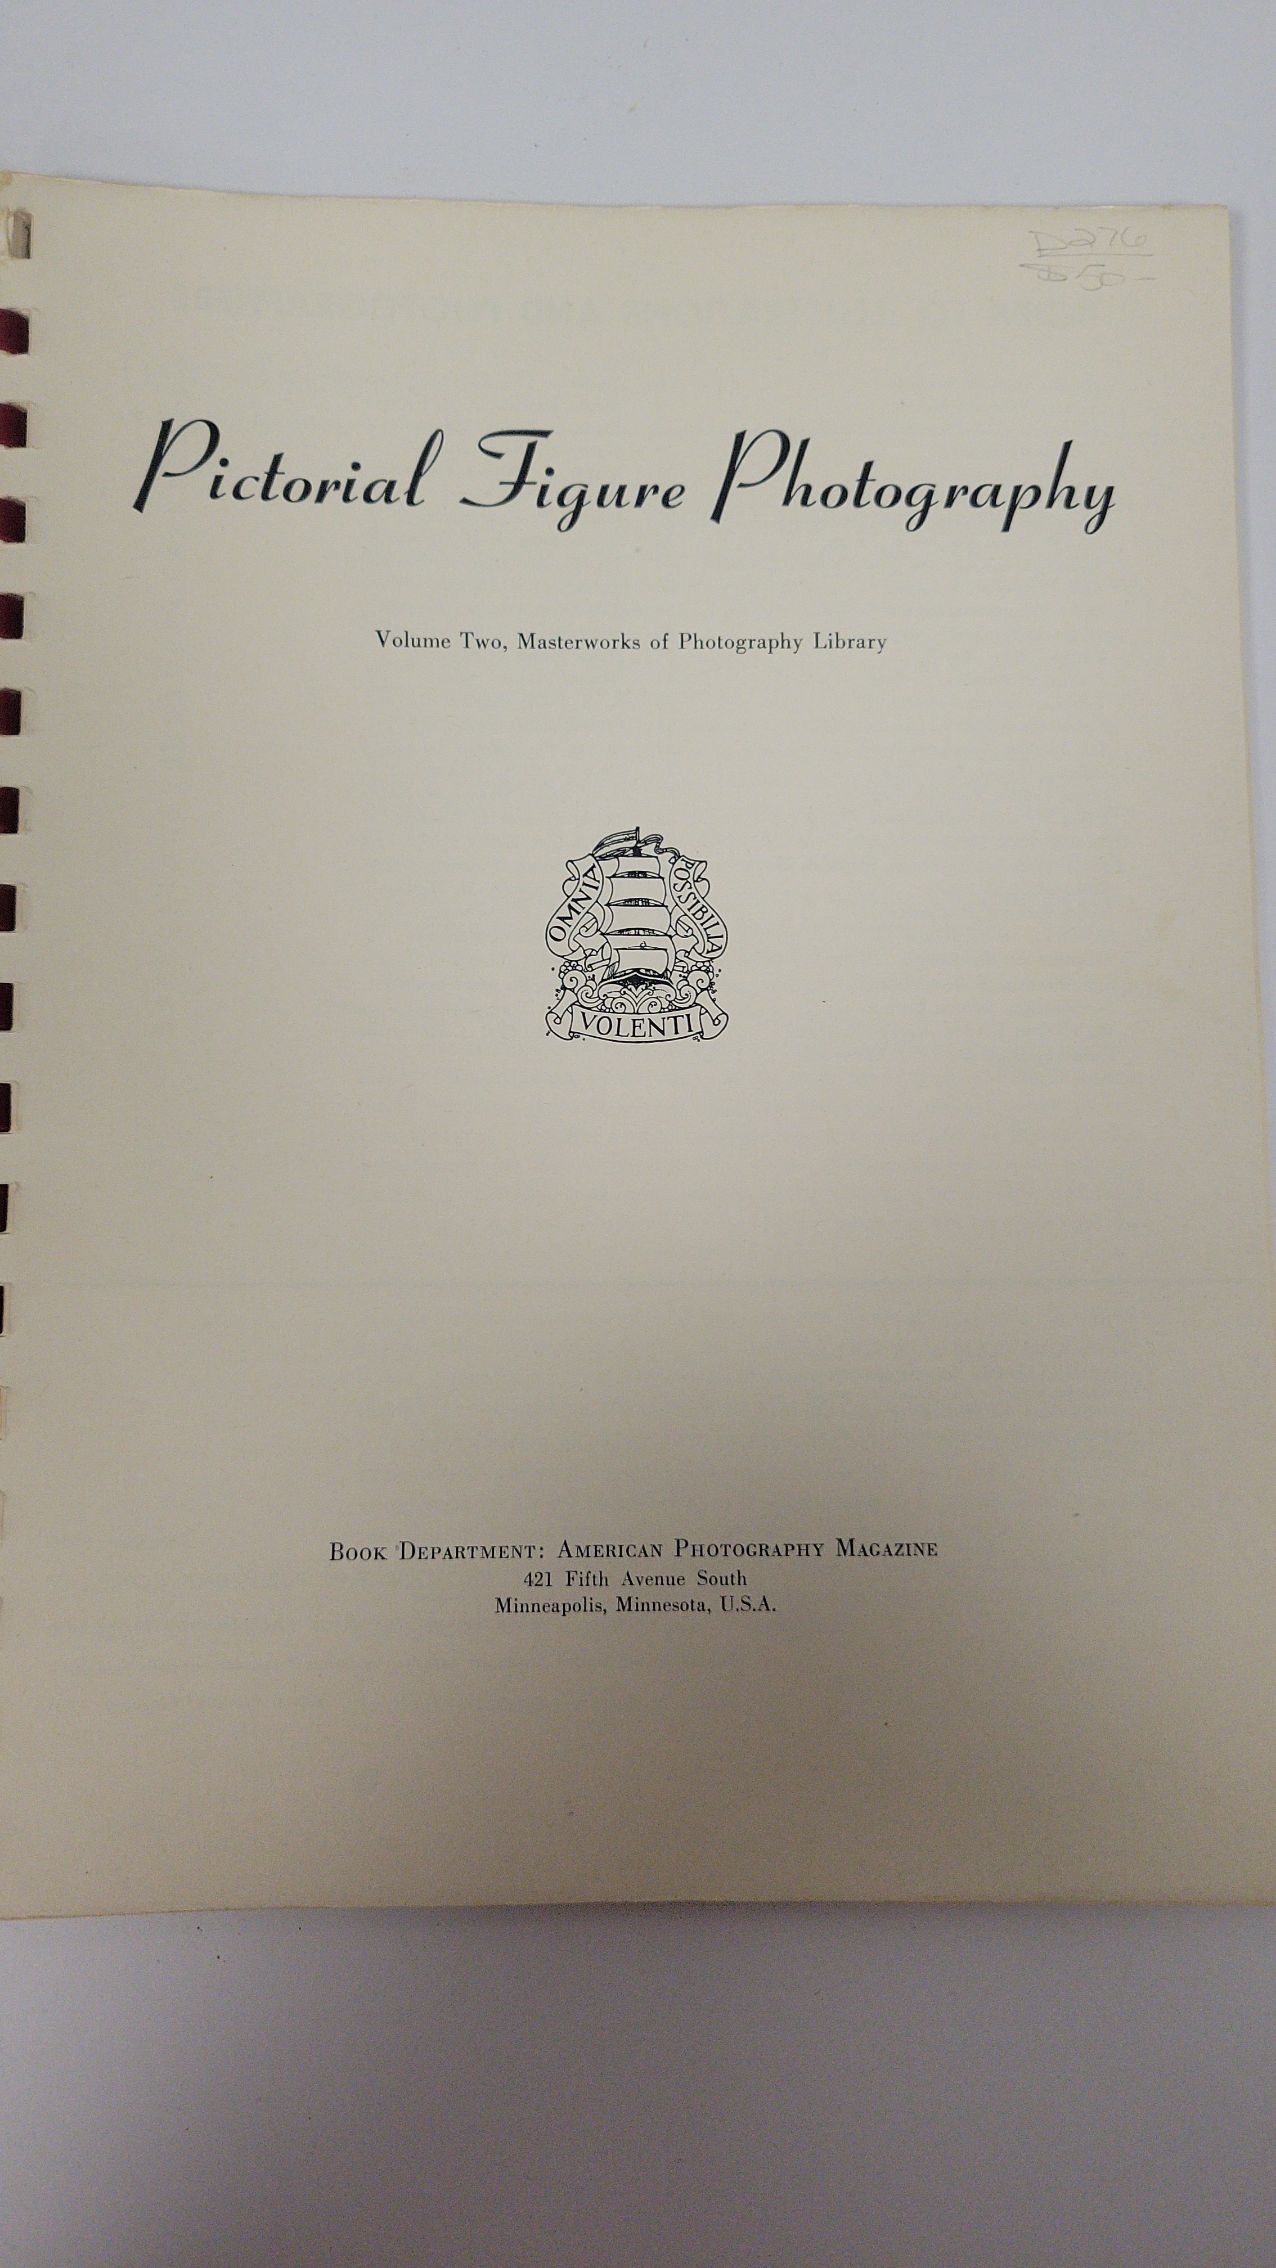 D276
$50-
Pictorial Figure Photography
Volume Two, Masterworks of Photography Library
OMNIA
POSSIBILIA
VOLENTI
BOOK DEPARTMENT: AMERICAN PHOTOGRAPHY MAGAZINE
421 Fifth Avenue South
Minneapolis, Minnesota, U.S.A.